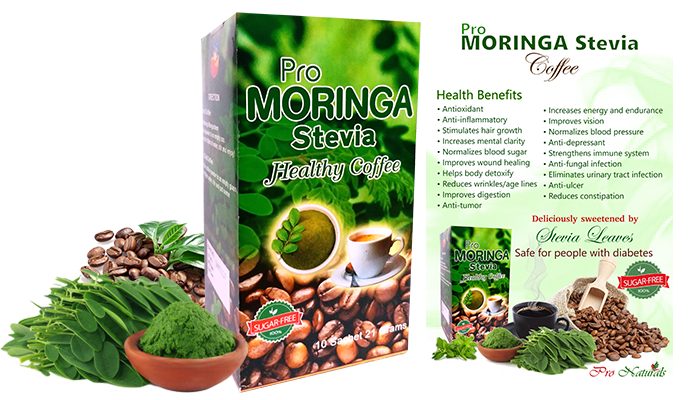 Pro
MORINGA
Stevia
Healthy Coffee
SUGAR-FREE
100%
10 Sachet 21 Grams
Pro
MORINGA Stevia
Coffee
Health Benefits
• Antioxidant
• Anti-inflammatory
• Stimulates hair growth
• Increases mental clarity
• Normalizes blood sugar
• Improves wound healing
• Helps body detoxify
• Reduces wrinkles/age lines
• Improves digestion
• Anti-tumor
• Increases energy and endurance
• Improves vision
• Normalizes blood pressure
• Anti-depressant
• Strengthens immune system
• Anti-fungal infection
• Eliminates urinary tract infection
• Anti-ulcer
• Reduces constipation
Deliciously sweetened by
Stevia Leaves
Safe for people with diabetes
Pro
MORINGA
Stevia
Healthy Coffee
SUGAR-FREE
100%
Pro Naturals